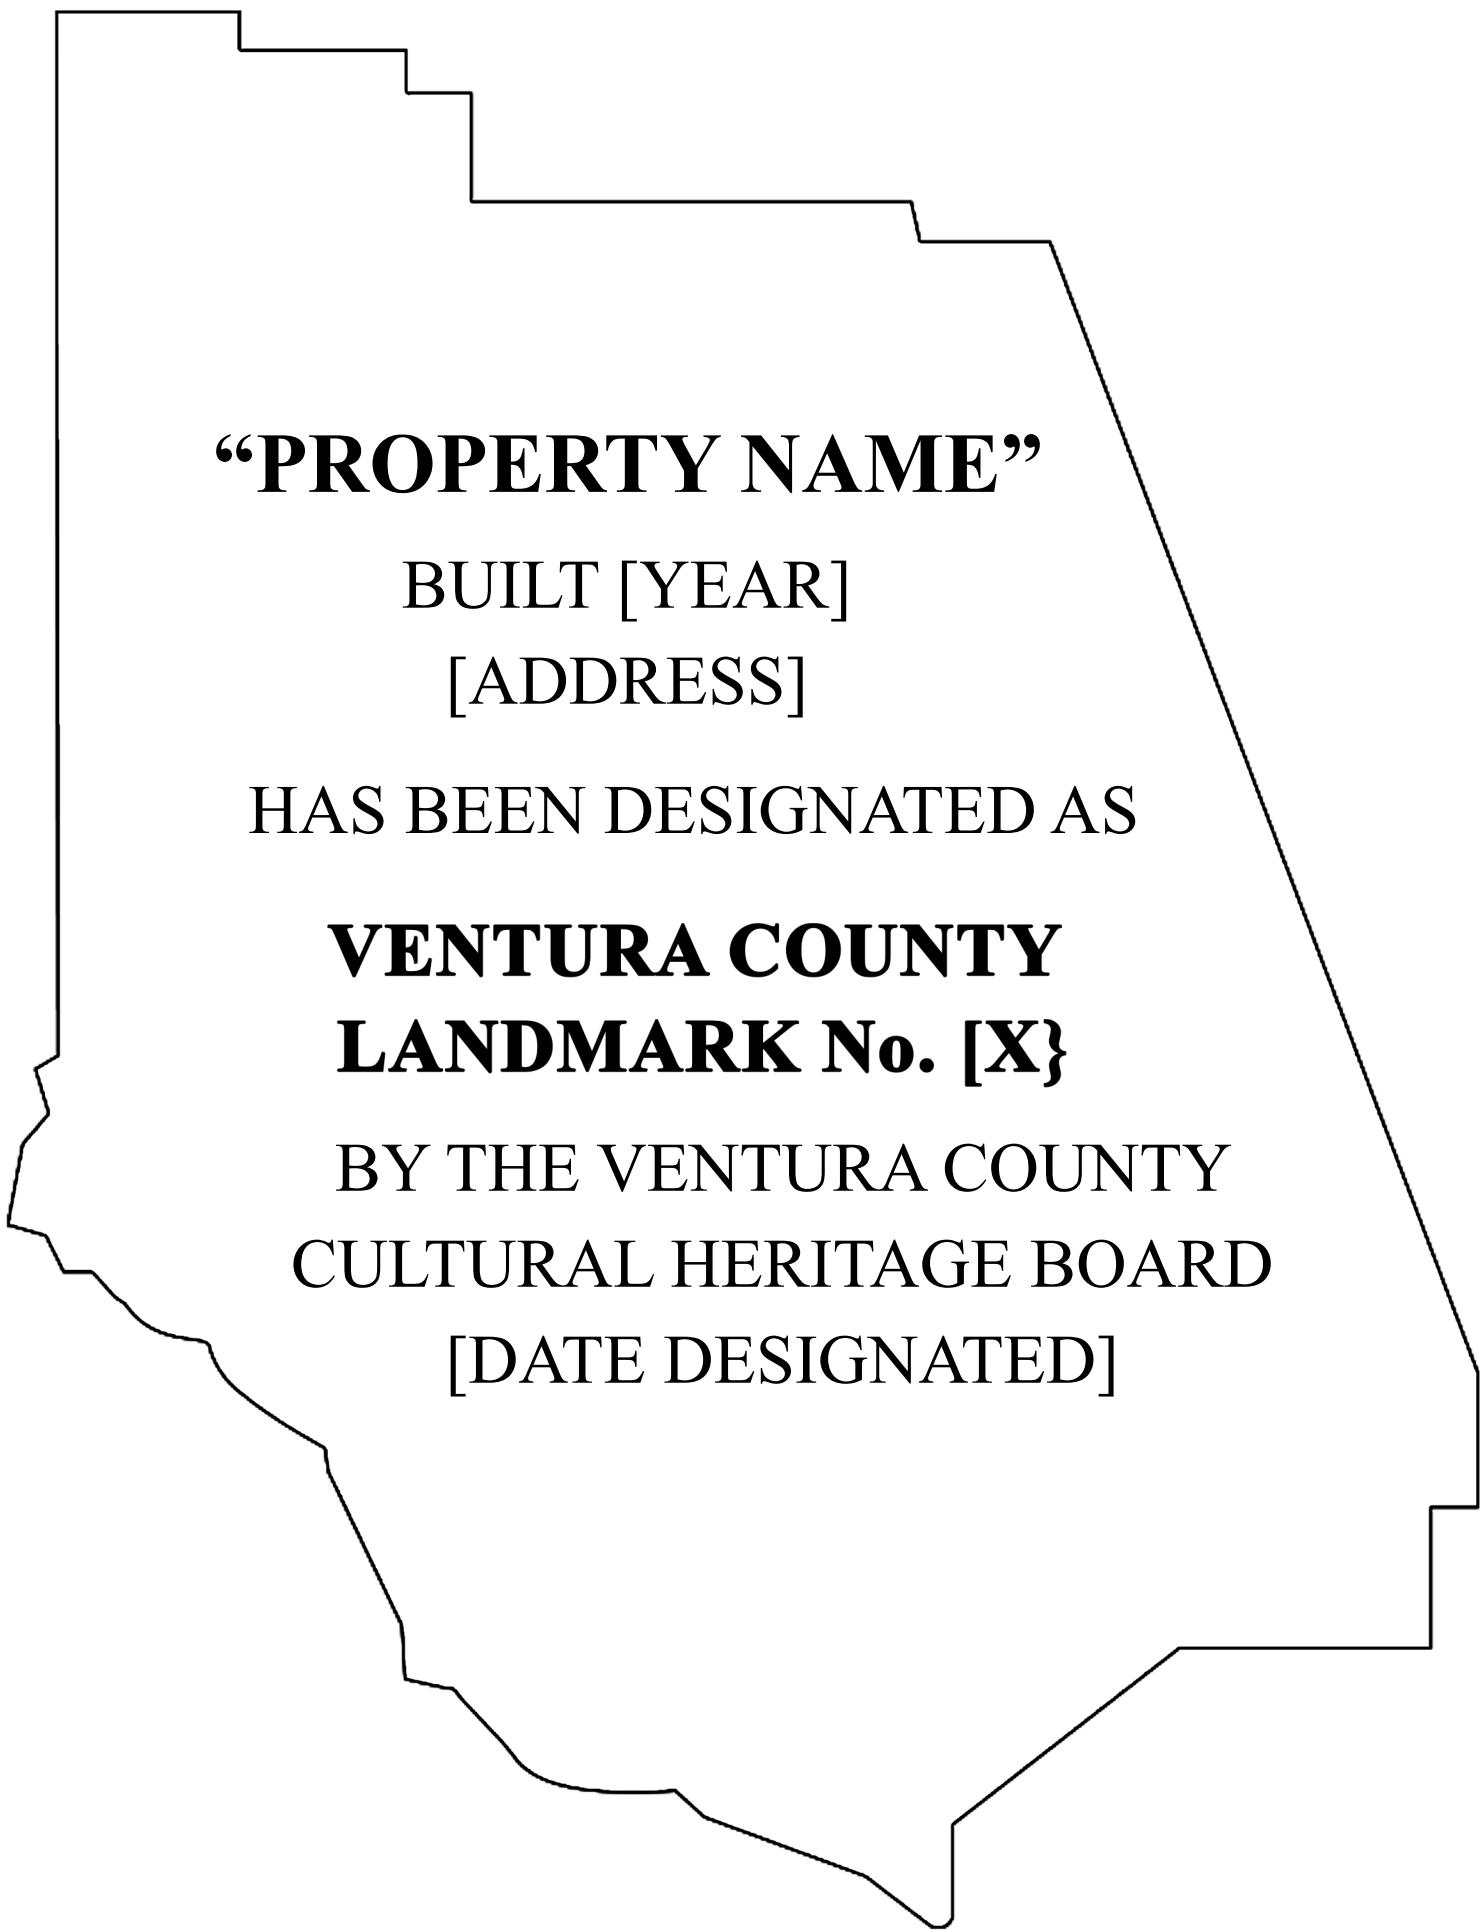 “PROPERTY NAME”
BUILT [YEAR]
[ADDRESS]
HAS BEEN DESIGNATED AS
VENTURA COUNTY
LANDMARK No. [X}
BY THE VENTURA COUNTY
CULTURAL HERITAGE BOARD
[DATE DESIGNATED]